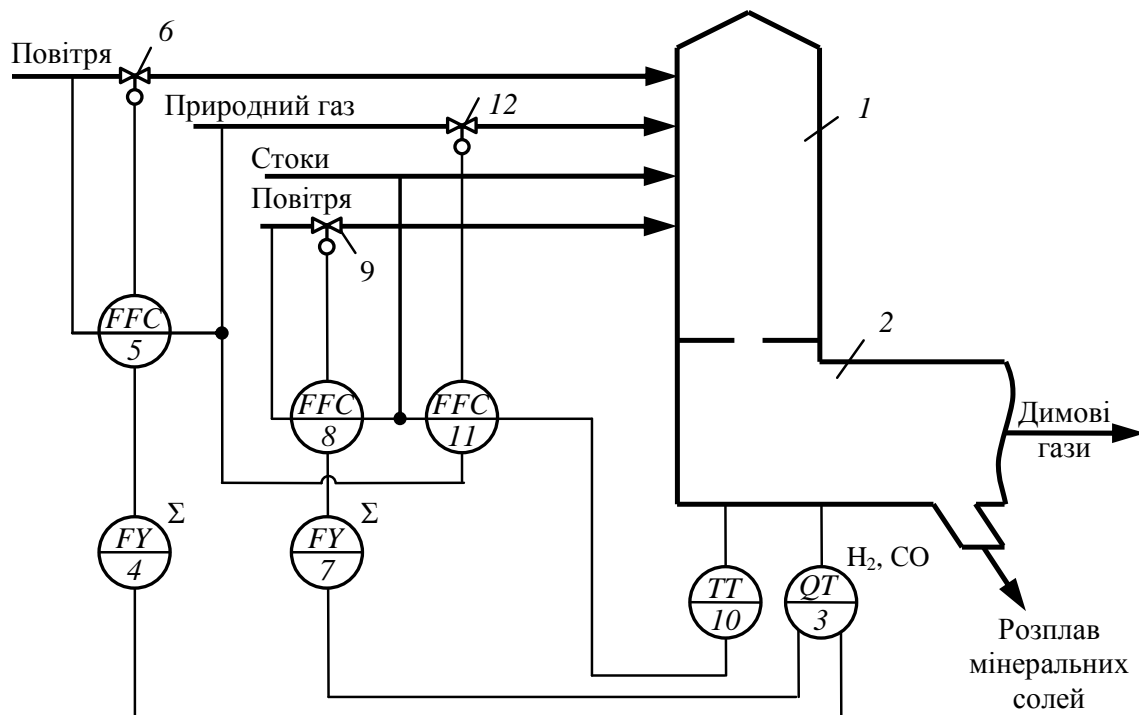 6
Повітря
Природний газ
12
1
Стоки
Повітря
9
FFC
5
2
FFC
8
FFC
11
Димові
гази
Σ
FY
4
Σ
FY
7
H₂, CO
TT
10
QT
3
Розплав
мінеральних
солей